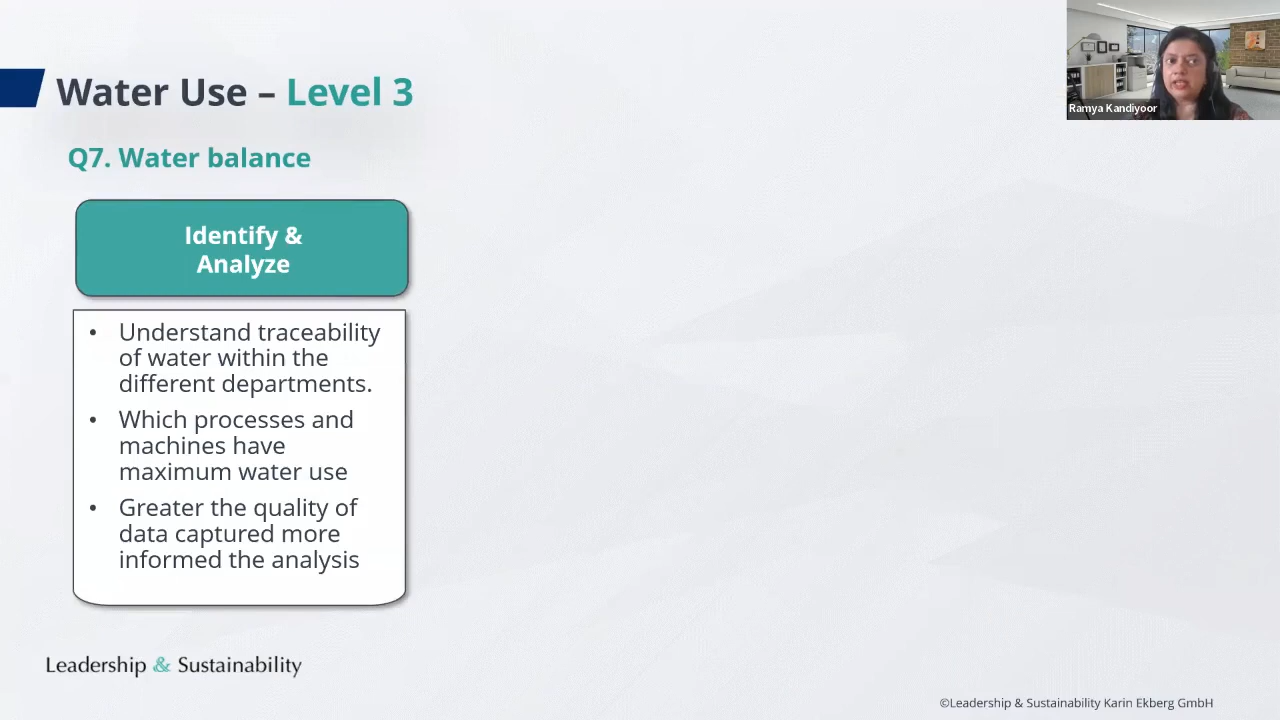 Water Use – Level 3
Ramya Kandiyoor
Q7. Water balance
Identify &
Analyze
• Understand traceability
of water within the
different departments.
• Which processes and
machines have
maximum water use
• Greater the quality of
data captured more
informed the analysis
Leadership & Sustainability
©Leadership & Sustainability Karin Ekberg GmbH